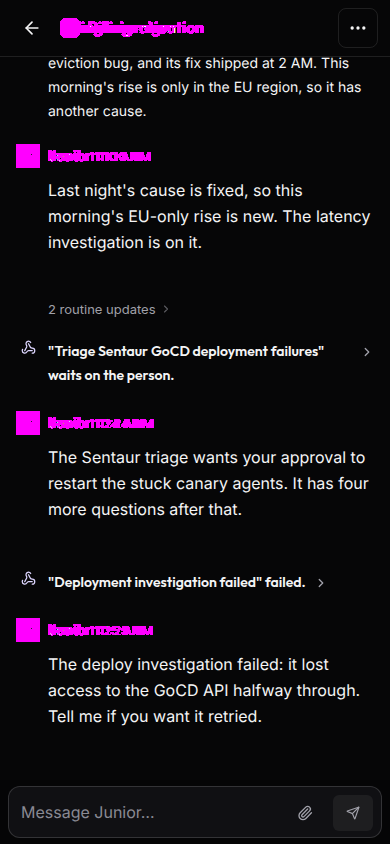 eviction bug, and its fix shipped at 2 AM. This
morning's rise is only in the EU region, so it has
another cause.
Last night's cause is fixed, so this
morning's EU-only rise is new. The latency
investigation is on it.
2 routine updates
"Triage Sentaur GoCD deployment failures"
waits on the person.
The Sentaur triage wants your approval to
restart the stuck canary agents. It has four
more questions after that.
"Deployment investigation failed" failed.
The deploy investigation failed: it lost
access to the GoCD API halfway through.
Tell me if you want it retried.
Message Junior...